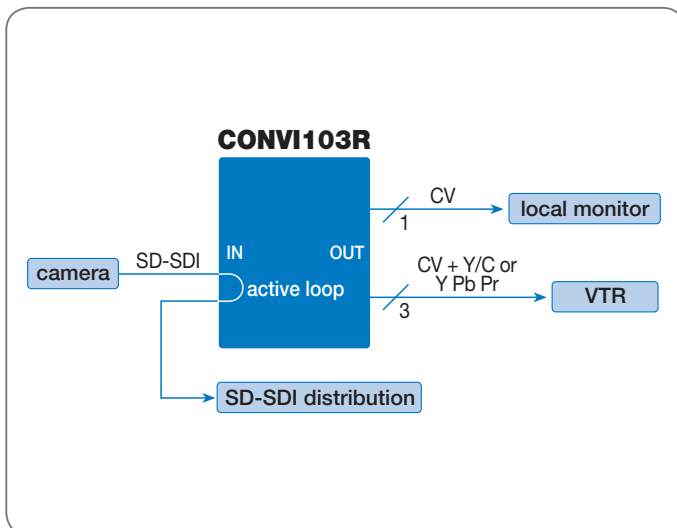 CONVI103R
CV
1
local monitor
SD-SDI
IN
OUT
camera
active loop
CV + Y/C or
Y Pb Pr
3
VTR
SD-SDI distribution